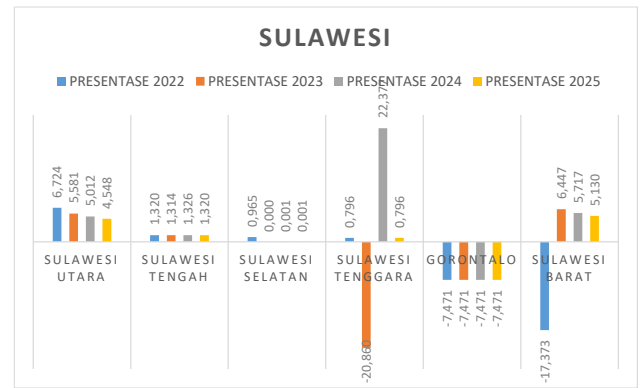 SULAWESI
PRESENTASE 2022 PRESENTASE 2023 PRESENTASE 2024 PRESENTASE 2025
6,724 5,581 5,012 4,548
1,320 1,314 1,326 1,320
0,965 0,000 0,001 0,001
0,796 -20,860 22,375 0,796
-7,471 -7,471 -7,471 -7,471
-17,373 6,447 5,717 5,130
SULAWESI UTARA
SULAWESI TENGAH
SULAWESI SELATAN
SULAWESI TENGGARA
GORONTALO
SULAWESI BARAT